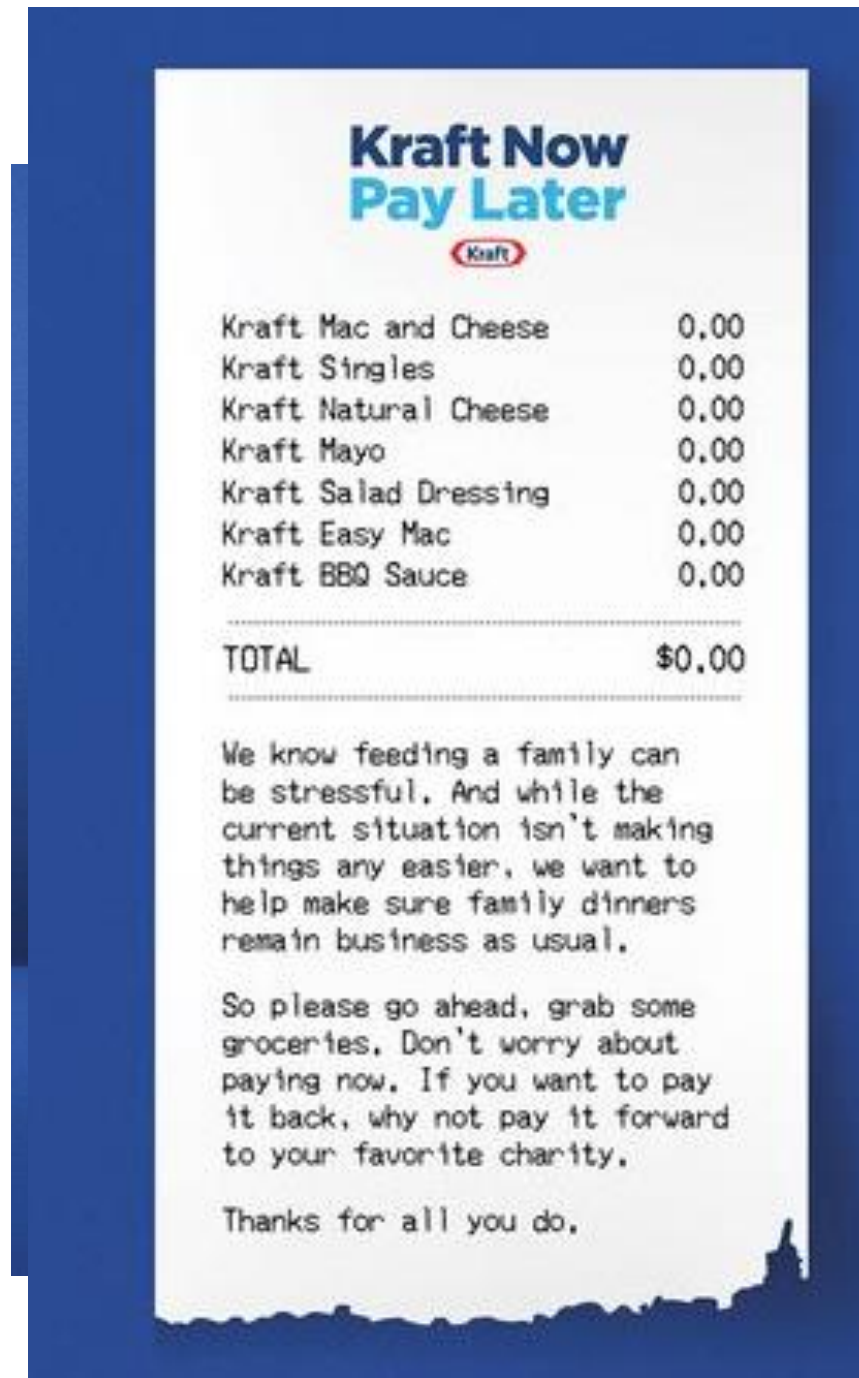 Kraft Now
Pay Later
Kraft
Kraft Mac and Cheese 0.00
Kraft Singles 0.00
Kraft Natural Cheese 0.00
Kraft Mayo 0.00
Kraft Salad Dressing 0.00
Kraft Easy Mac 0.00
Kraft BBQ Sauce 0.00
TOTAL $0.00
We know feeding a family can
be stressful. And while the
current situation isn't making
things any easier, we want to
help make sure family dinners
remain business as usual.
So please go ahead, grab some
groceries. Don't worry about
paying now. If you want to pay
it back, why not pay it forward
to your favorite charity.
Thanks for all you do.